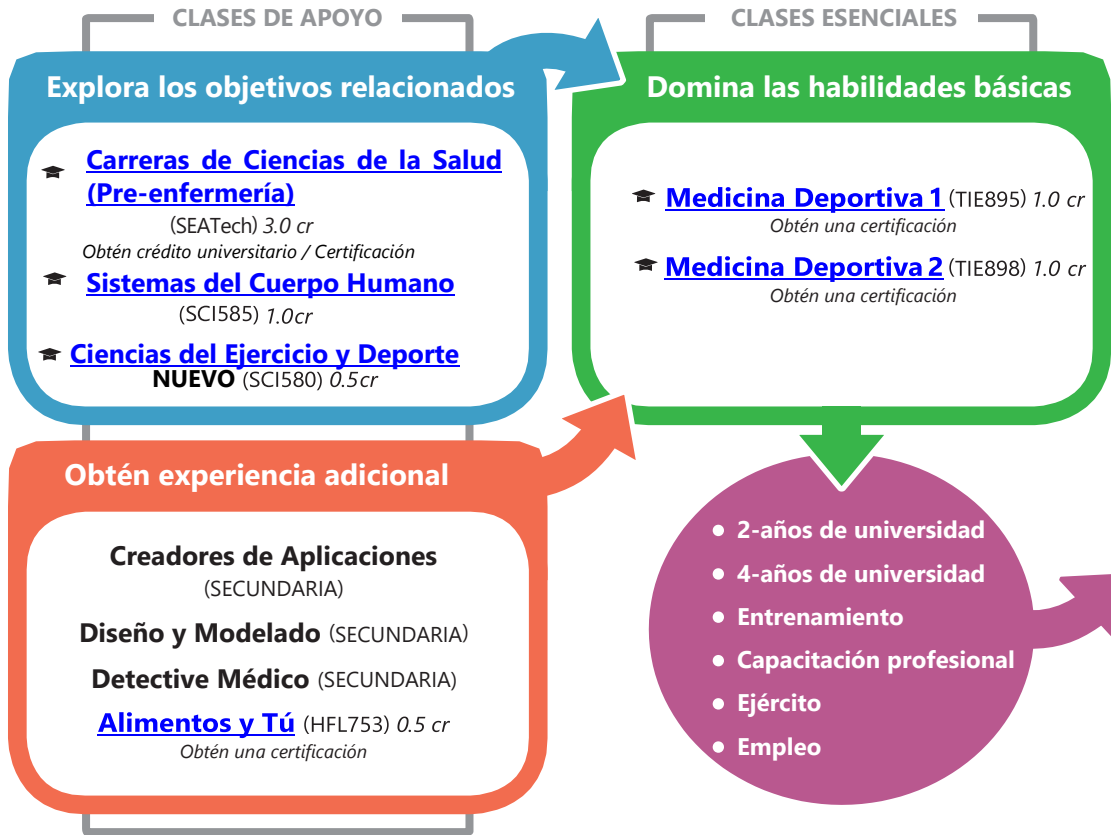 CLASES DE APOYO
Explora los objetivos relacionados
Carreras de Ciencias de la Salud
(Pre-enfermería)
(SEATech) 3.0 cr
Obtén crédito universitario / Certificación
Sistemas del Cuerpo Humano
(SCI585) 1.0cr
Ciencias del Ejercicio y Deporte
NUEVO (SCI580) 0.5cr
Obtén experiencia adicional
Creadores de Aplicaciones
(SECUNDARIA)
Diseño y Modelado (SECUNDARIA)
Detective Médico (SECUNDARIA)
Alimentos y Tú (HFL753) 0.5 cr
Obtén una certificación
CLASES ESENCIALES
Domina las habilidades básicas
Medicina Deportiva 1 (TIE895) 1.0 cr
Obtén una certificación
Medicina Deportiva 2 (TIE898) 1.0 cr
Obtén una certificación
• 2-años de universidad
• 4-años de universidad
• Entrenamiento
• Capacitación profesional
• Ejército
• Empleo